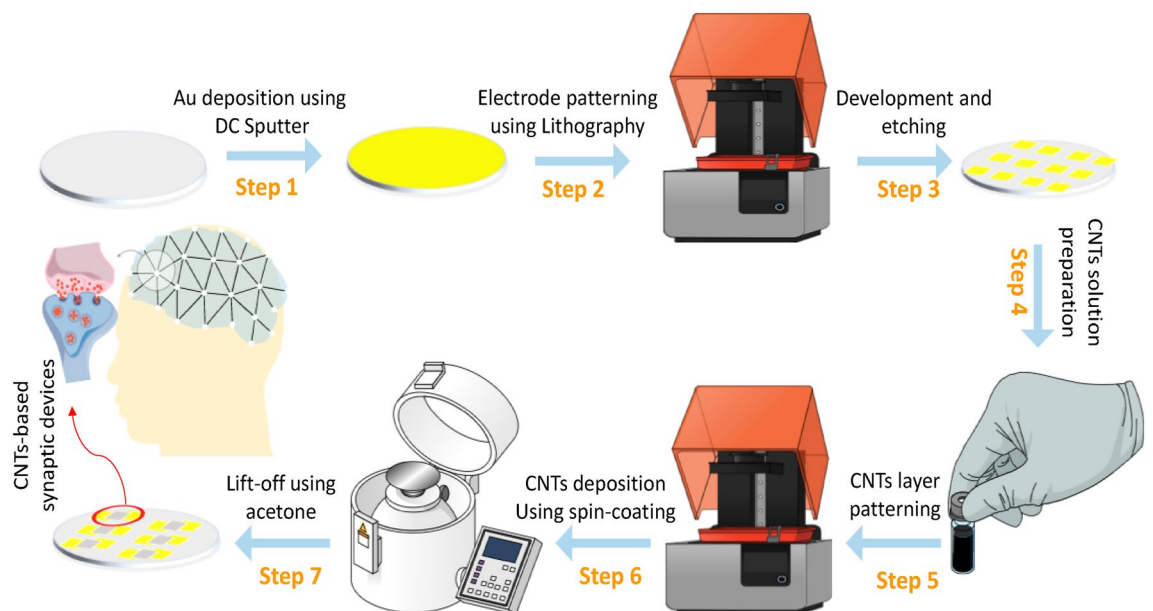 Au deposition using
DC Sputter
Step 1
Electrode patterning
using Lithography
Step 2
Development and
etching
Step 3
CNTs solution
preparation
Step 4
CNTs layer
patterning
Step 5
CNTs deposition
Using spin-coating
Step 6
Lift-off using
acetone
Step 7
CNTs-based
synaptic devices